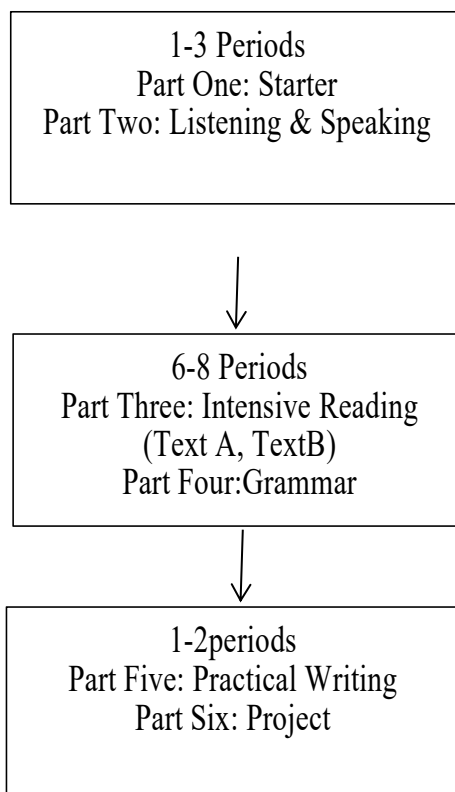 1-3 Periods
Part One: Starter
Part Two: Listening & Speaking
6-8 Periods
Part Three: Intensive Reading
(Text A, TextB)
Part Four:Grammar
1-2periods
Part Five: Practical Writing
Part Six: Project